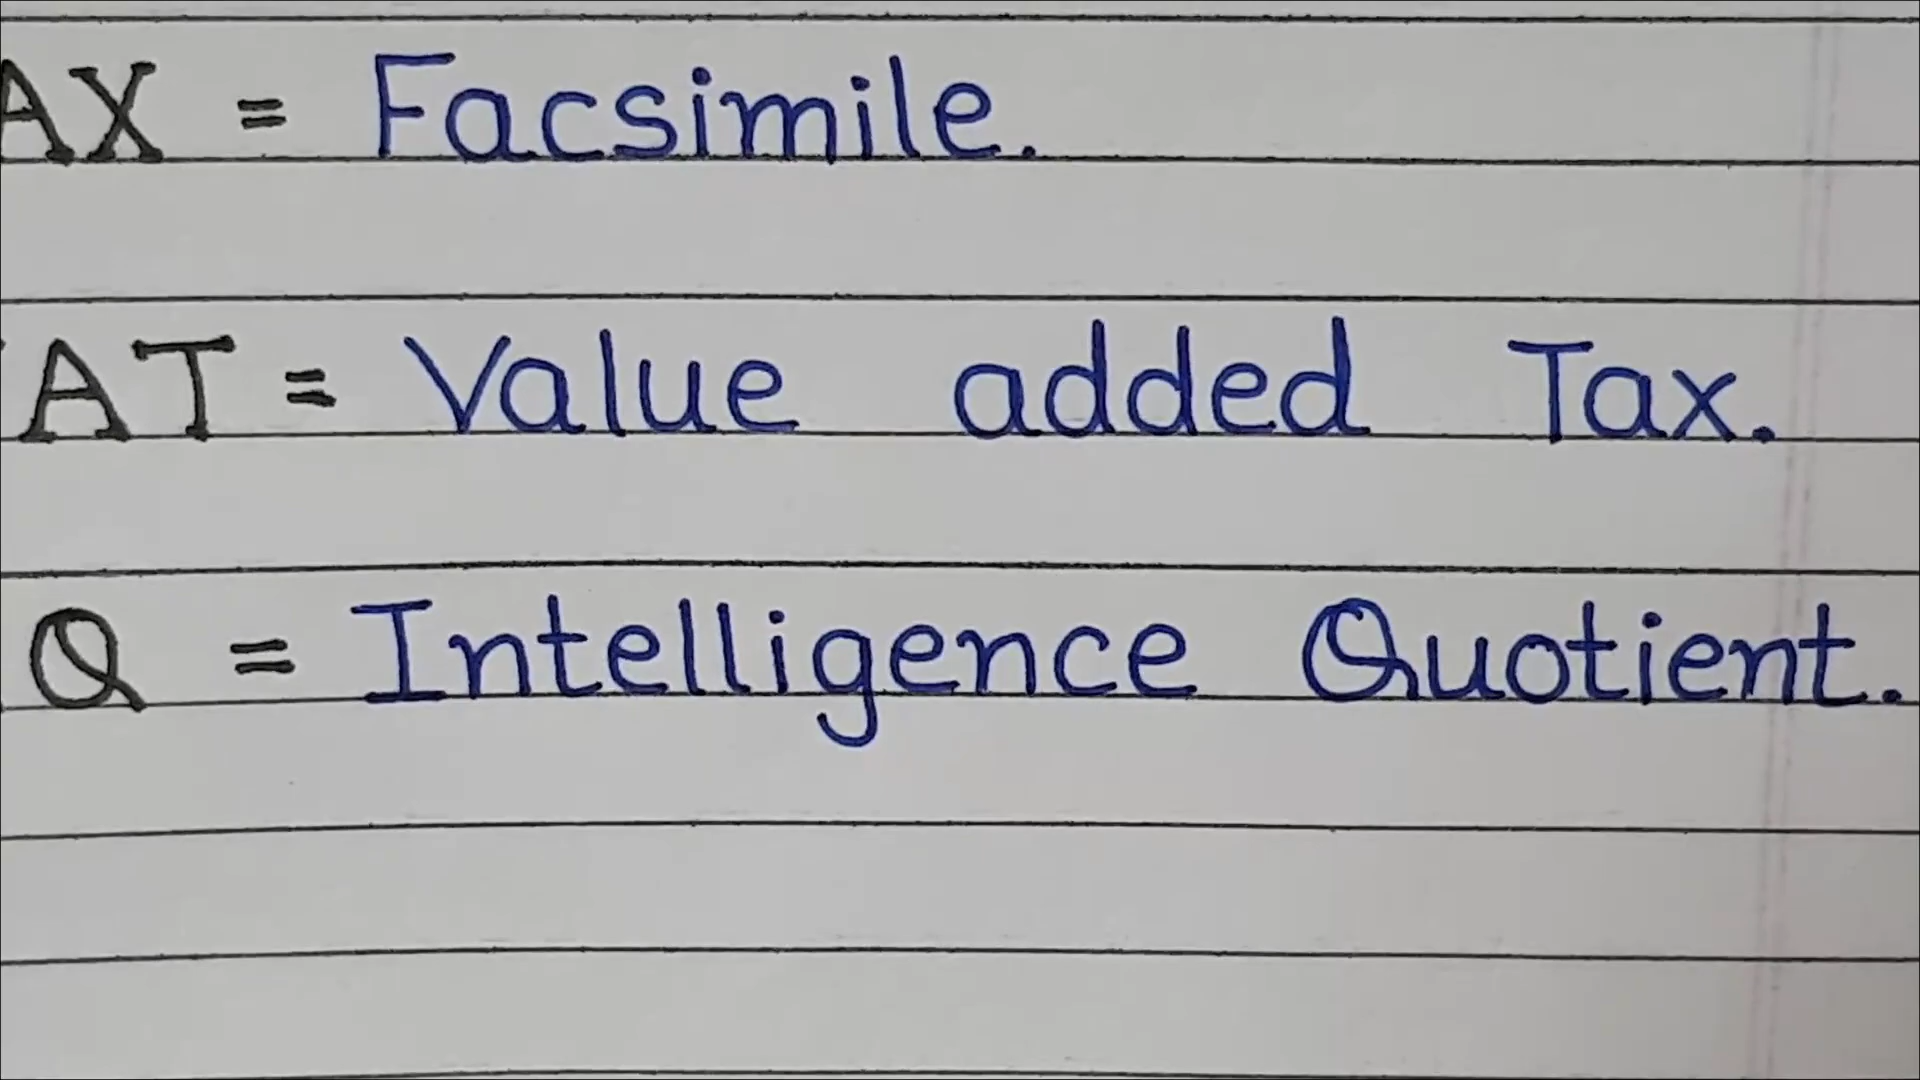 AX = Facsimile.
AT = Value added Tax.
Q = Intelligence Quotient.